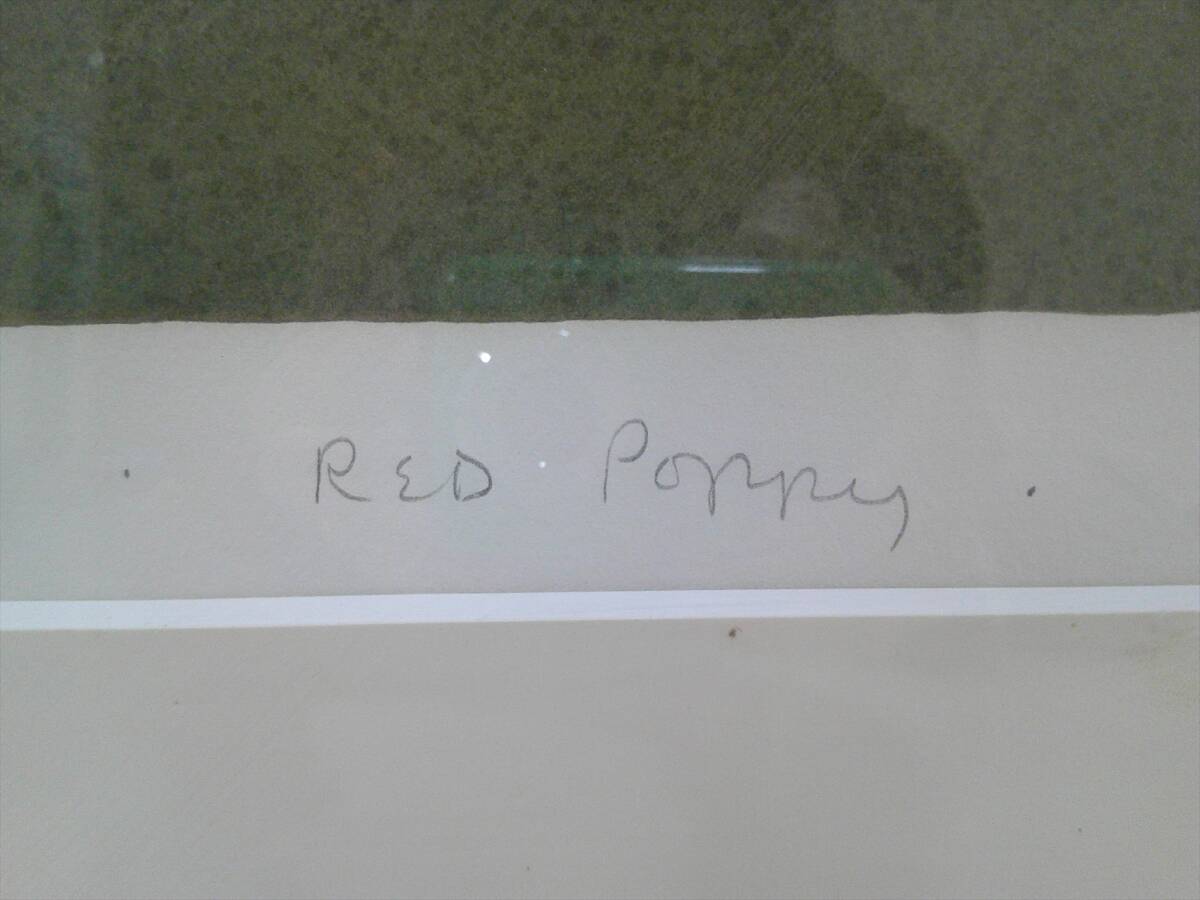 . RED Poppy .